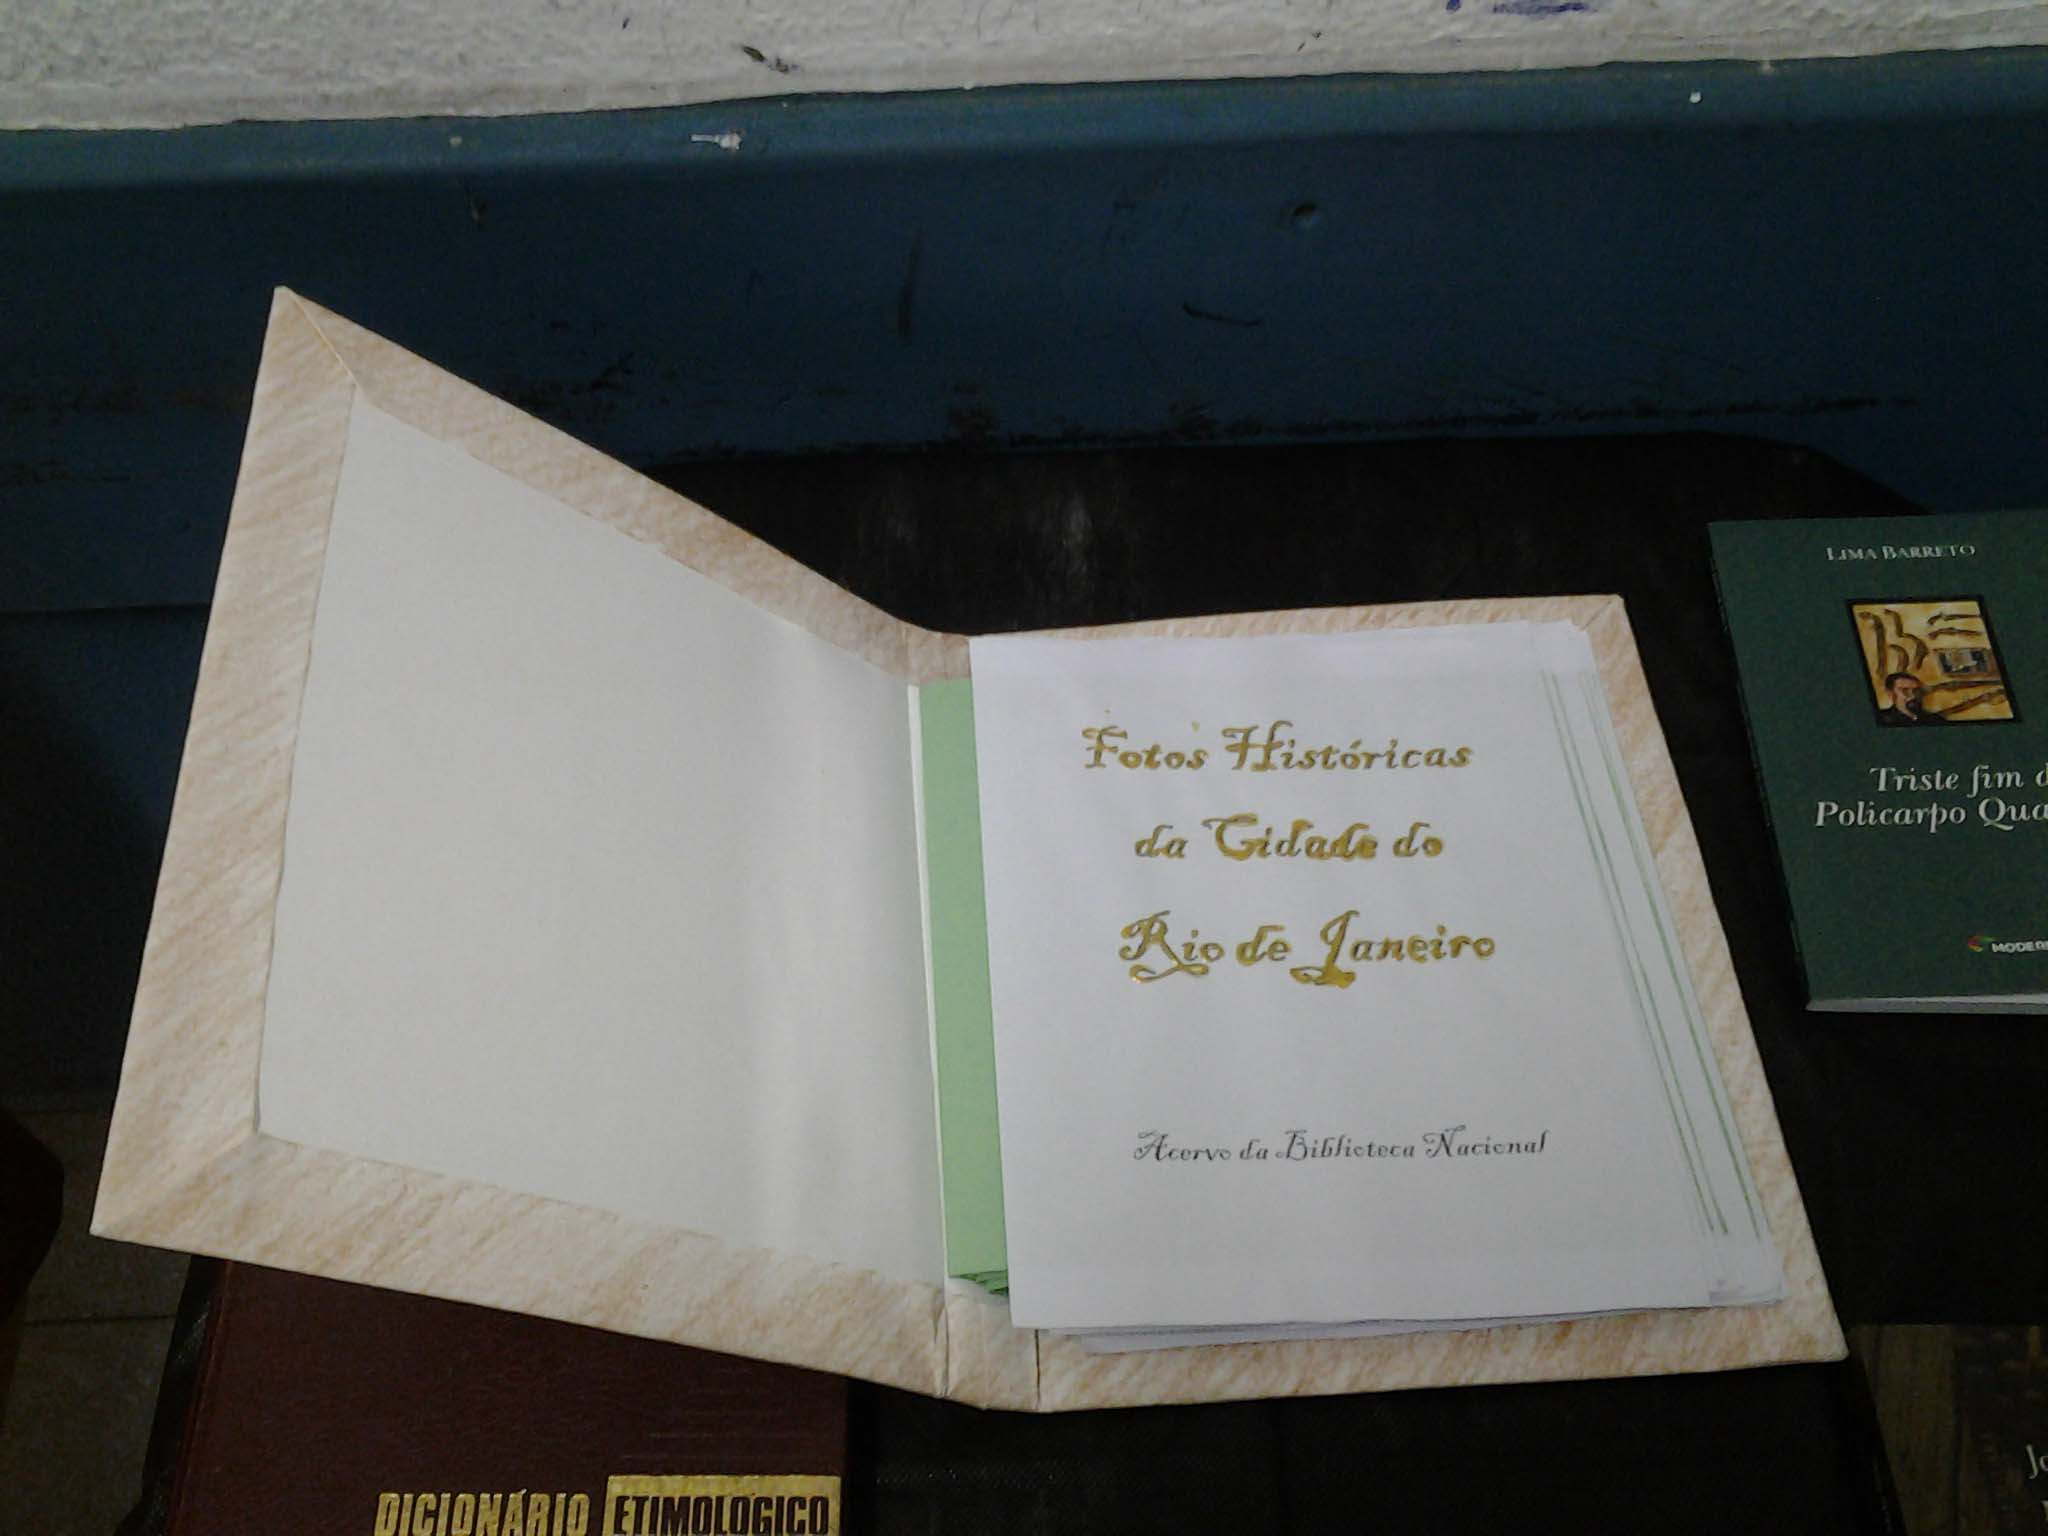 Fotos Históricas
da Cidade do
Rio de Janeiro
Acervo da Biblioteca Nacional
LIMA BARRETO
Triste fim
Policarpo
DICIONÁRIO ETIMOLÓGICO